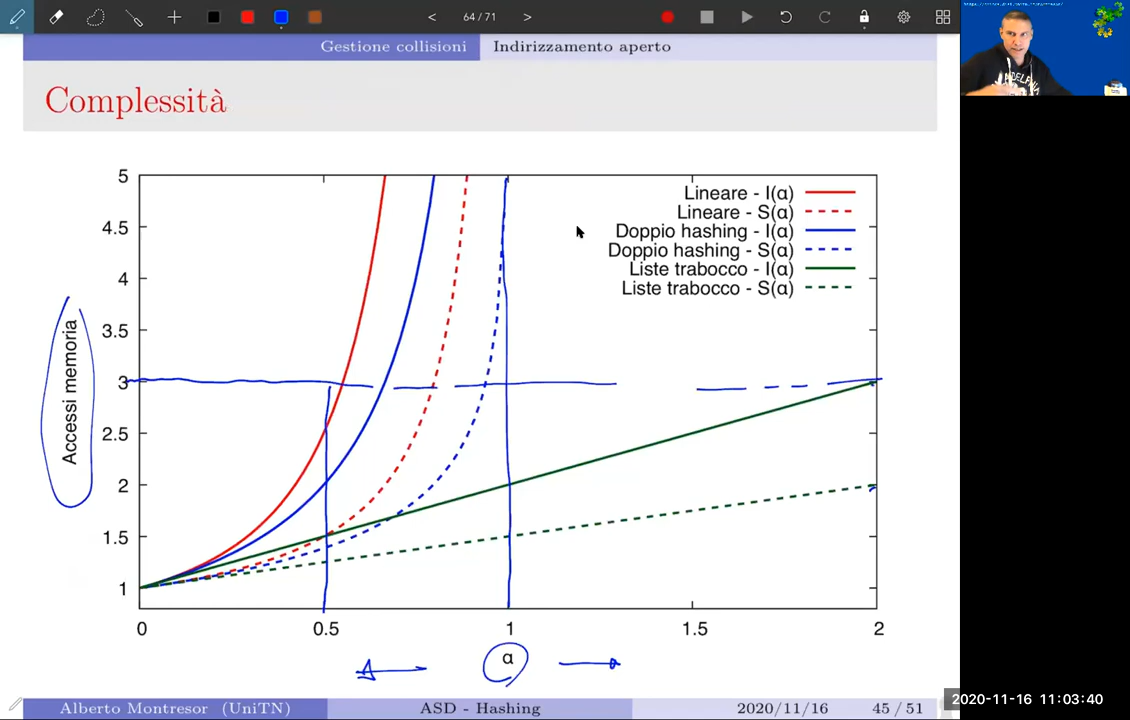 64 / 71
Gestione collisioni Indirizzamento aperto
Complessità
Lineare - I(α)
Lineare - S(α)
Doppio hashing - I(α)
Doppio hashing - S(α)
Liste trabocco - I(α)
Liste trabocco - S(α)
Accessi memoria
5
4.5
4
3.5
3
2.5
2
1.5
1
0 0.5 1 1.5 2
α
Alberto Montresor (UniTN) ASD - Hashing 2020/11/16 45 / 51
2020-11-16 11:03:40